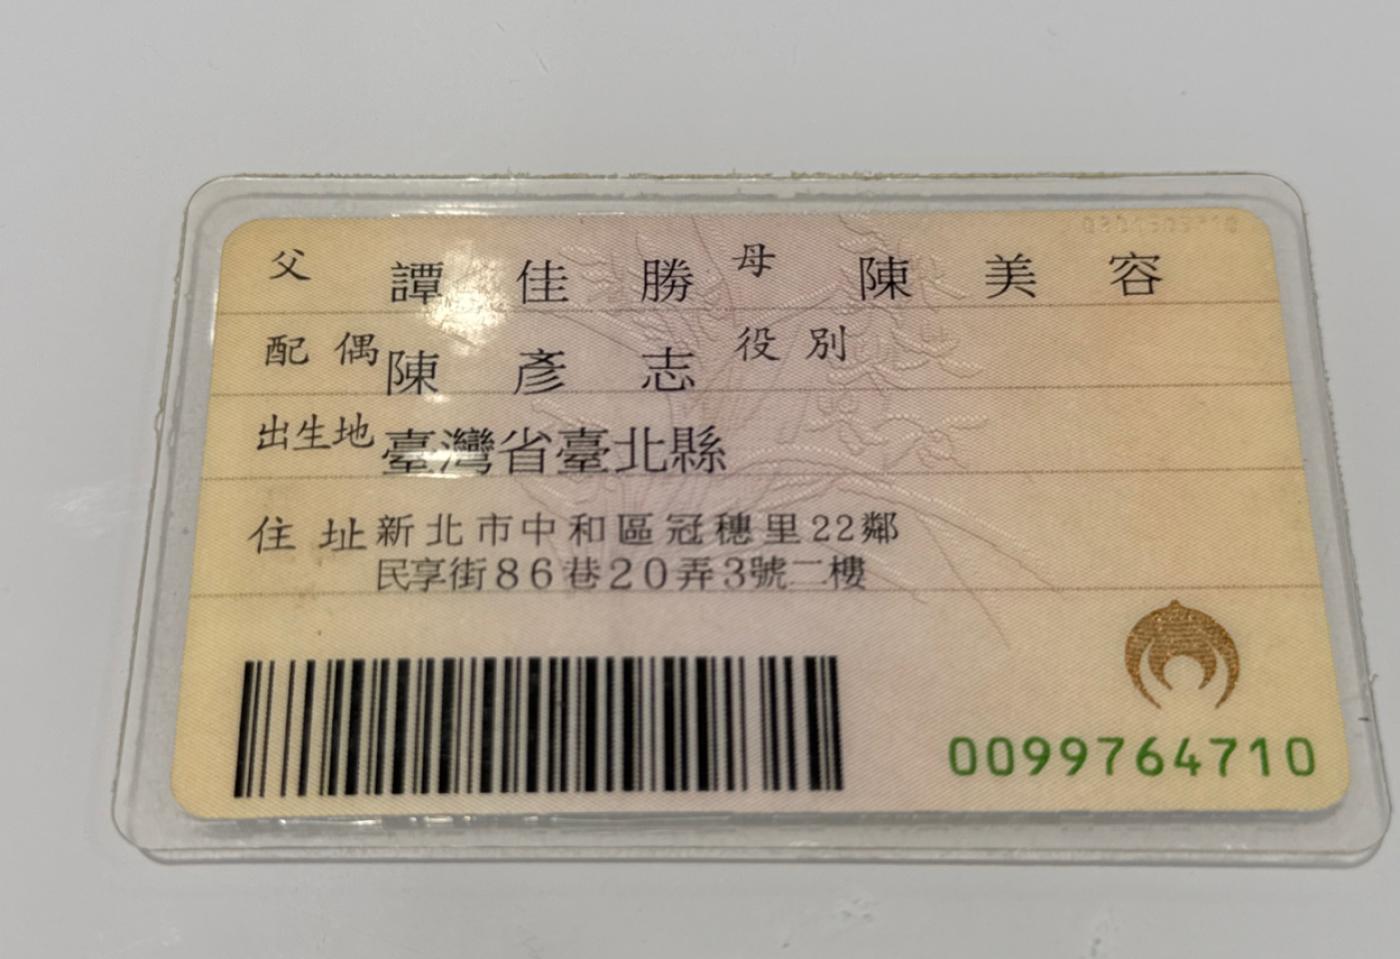 父 譚佳勝 母 陳美容
配偶 陳彥志 役別
出生地 臺灣省臺北縣
住址 新北市中和區冠穗里22鄰
民享街86巷20弄3號二樓
0099764710